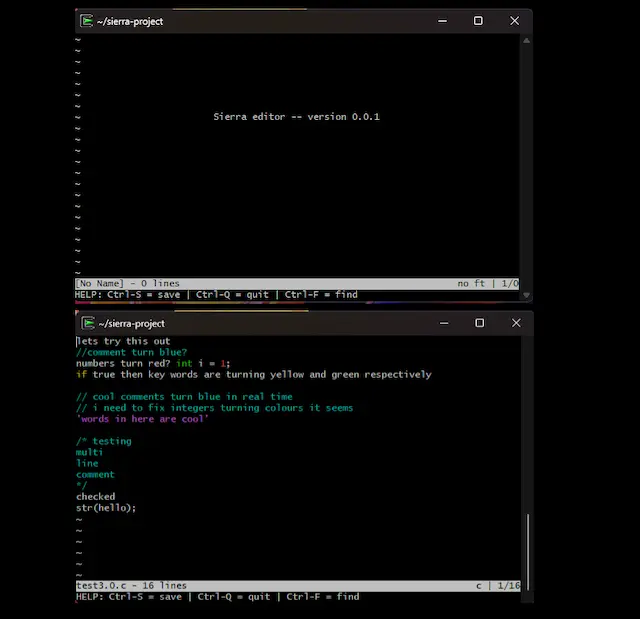 ~/sierra-project
~
~
~
~
~
~
~
~ Sierra editor -- version 0.0.1
~
~
~
~
~
~
~
~
~
~
~
~
~
~
[No Name] - 0 lines no ft | 1/0
HELP: Ctrl-S = save | Ctrl-Q = quit | Ctrl-F = find
~/sierra-project
lets try this out
//comment turn blue?
numbers turn red? int i = 1;
if true then key words are turning yellow and green respectively
// cool comments turn blue in real time
// i need to fix integers turning colours it seems
'words in here are cool'
/* testing
multi
line
comment
*/
checked
str(hello);
~
~
~
~
~
~
test3.0.c - 16 lines c | 1/16
HELP: Ctrl-S = save | Ctrl-Q = quit | Ctrl-F = find